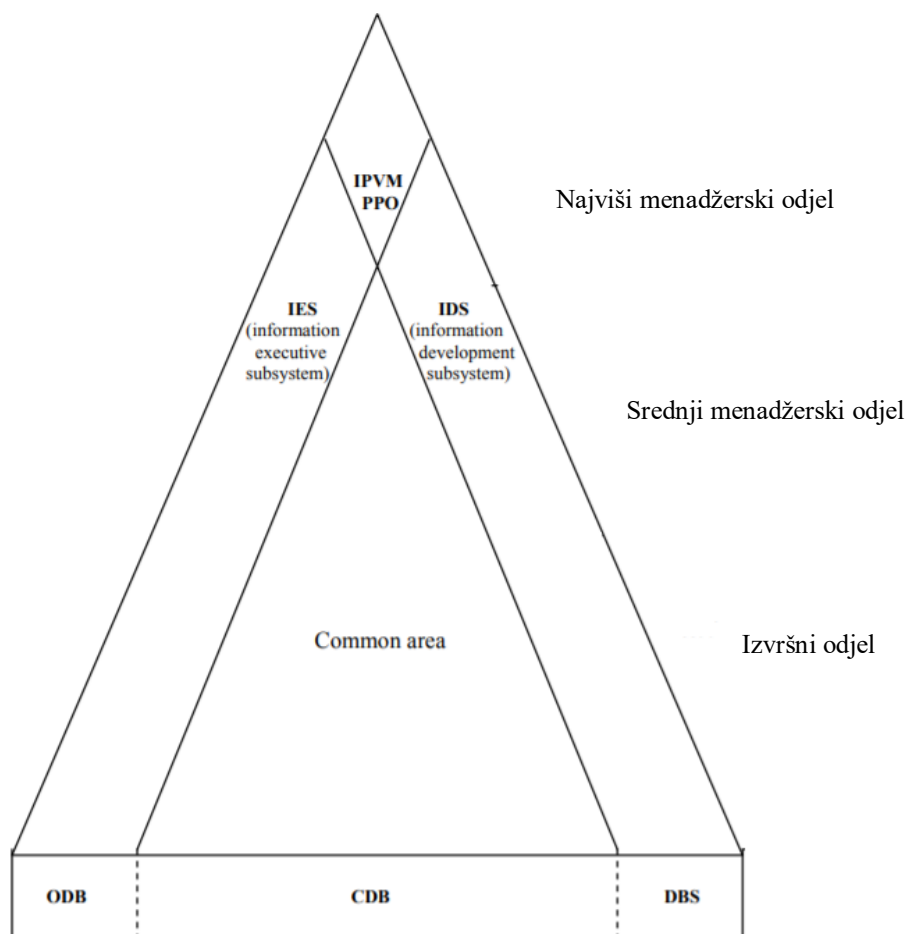 IPVM
PPO
Najviši menadžerski odjel
IES
(information
executive
subsystem)
IDS
(information
development
subsystem)
Srednji menadžerski odjel
Common area
Izvršni odjel
ODB
CDB
DBS